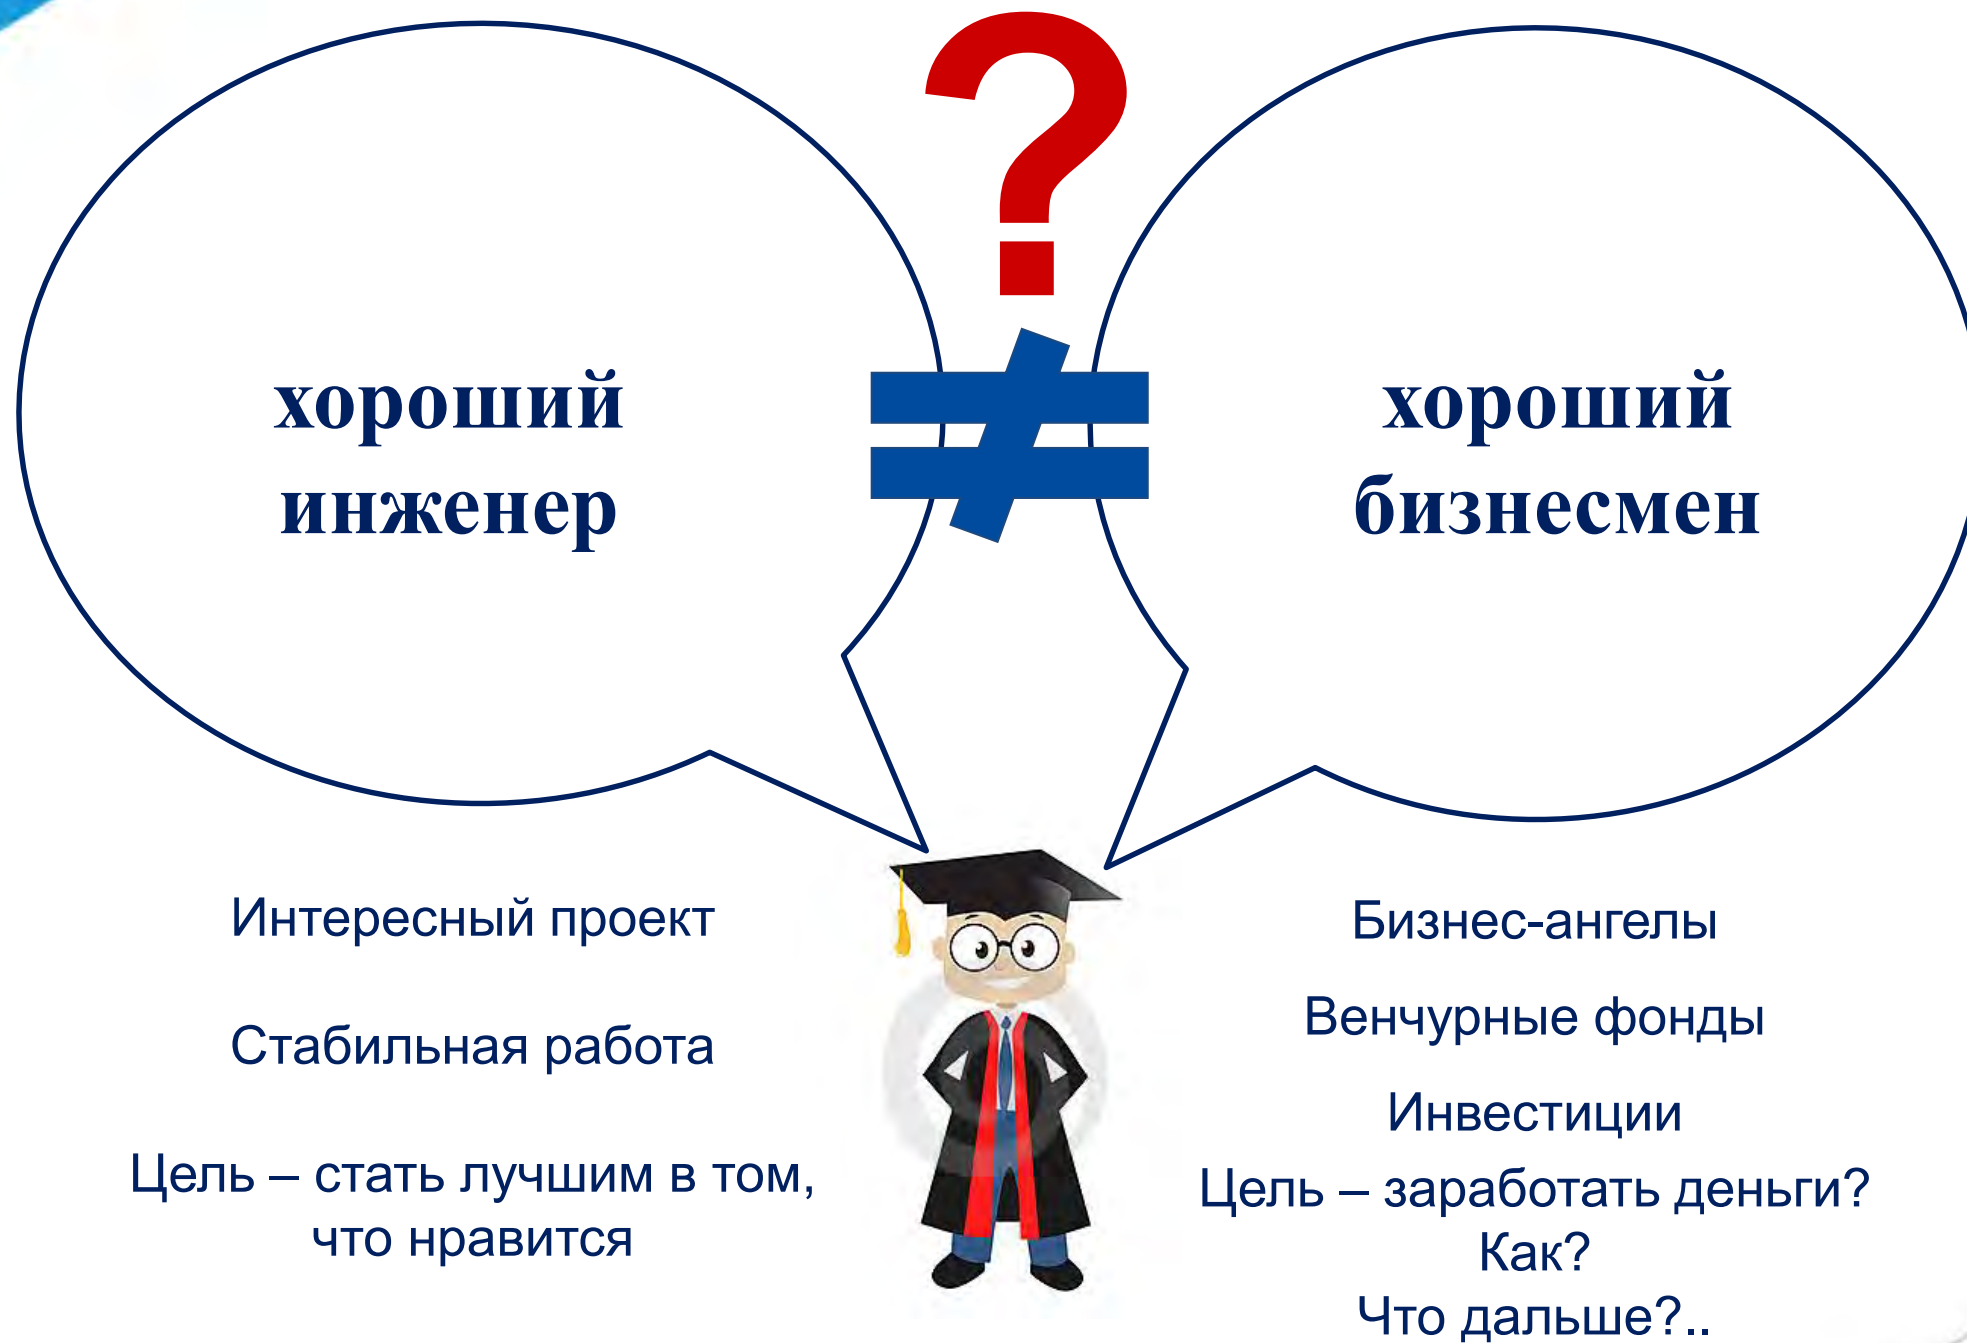 ?
хороший
инженер
≠
хороший
бизнесмен
Интересный проект
Стабильная работа
Цель – стать лучшим в том,
что нравится
Бизнес-ангелы
Венчурные фонды
Инвестиции
Цель – заработать деньги?
Как?
Что дальше?..